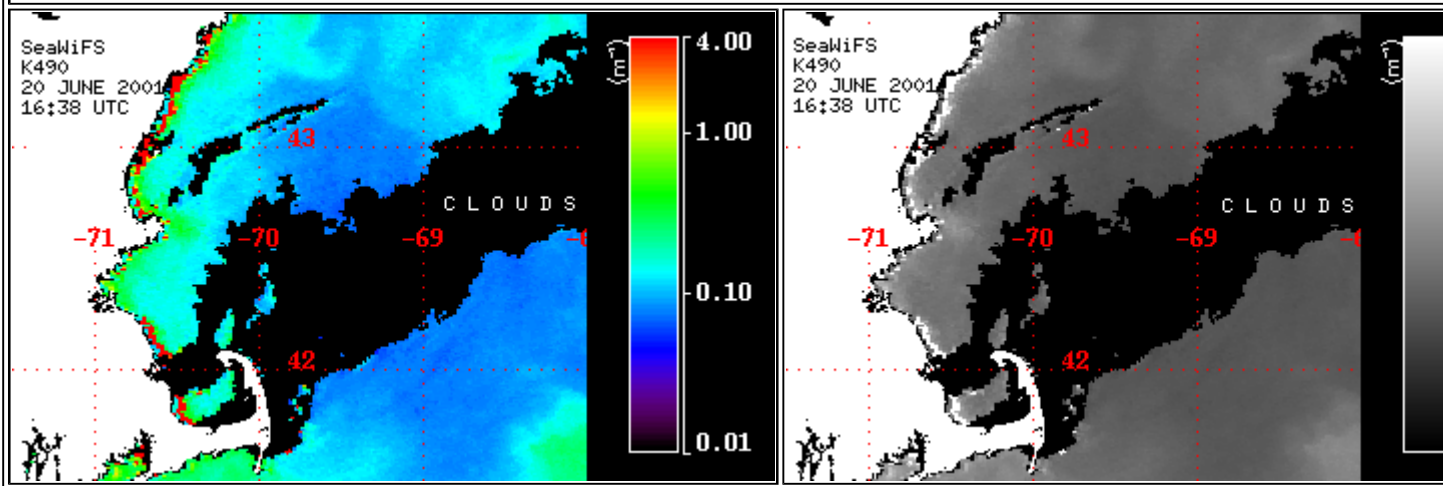 SeaWiFS
K490
20 JUNE 2001
16:38 UTC
(m⁻¹)
4.00
1.00
0.10
0.01
43
CLOUDS
-71
-70
-69
42
SeaWiFS
K490
20 JUNE 2001
16:38 UTC
43
CLOUDS
-71
-70
-69
42